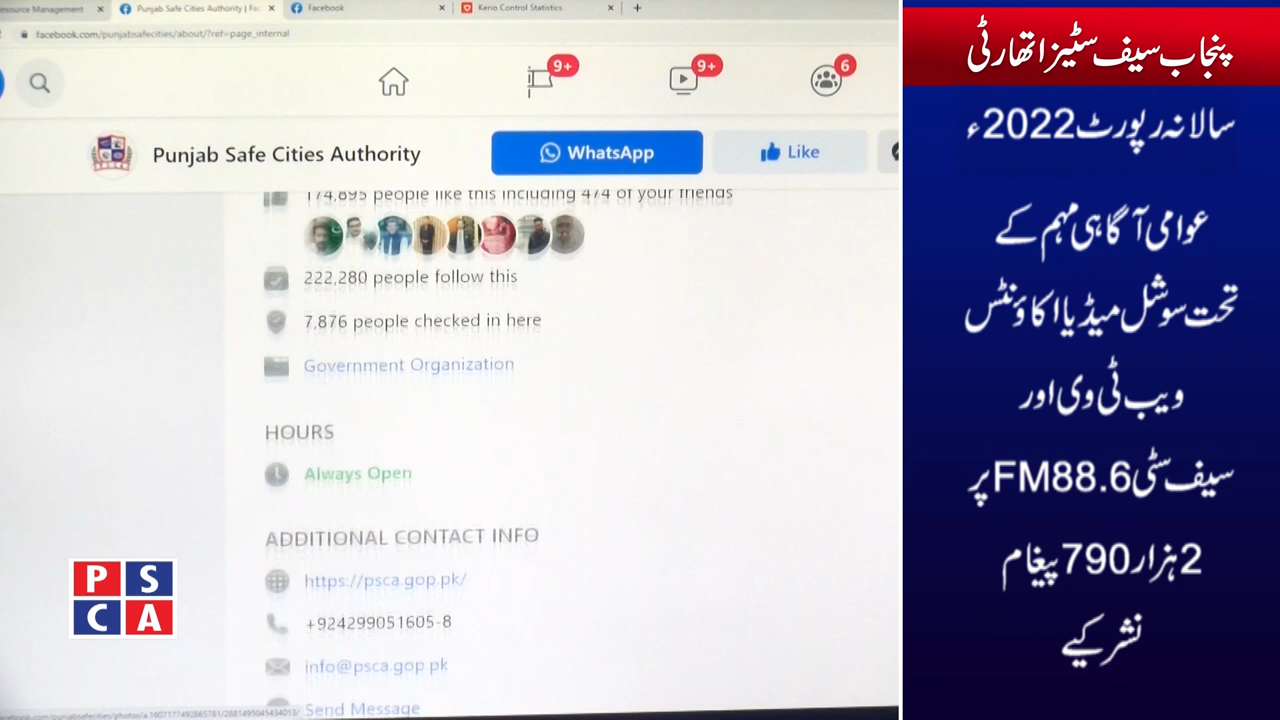 esource Management
Punjab Safe Cities Authority | Fa
Facebook
Kerio Control Statistics
facebook.com/punjabsafecities/about/?ref=page_internal
9+
9+
6
Punjab Safe Cities Authority
WhatsApp
Like
174,895 people like this including 474 of your friends
222,280 people follow this
7,876 people checked in here
Government Organization
HOURS
Always Open
ADDITIONAL CONTACT INFO
https://psca.gop.pk/
+924299051605-8
info@psca.gop.pk
Send Message
PS
CA
پنجاب سیف سٹیز اتھارٹی
سالانہ رپورٹ 2022ء
عوامی آگاہی مہم کے
تحت سوشل میڈیا اکاؤنٹس
ویب ٹی وی اور
سیف سٹی FM88.6 پر
2 ہزار 790 پیغام
نشر کیے